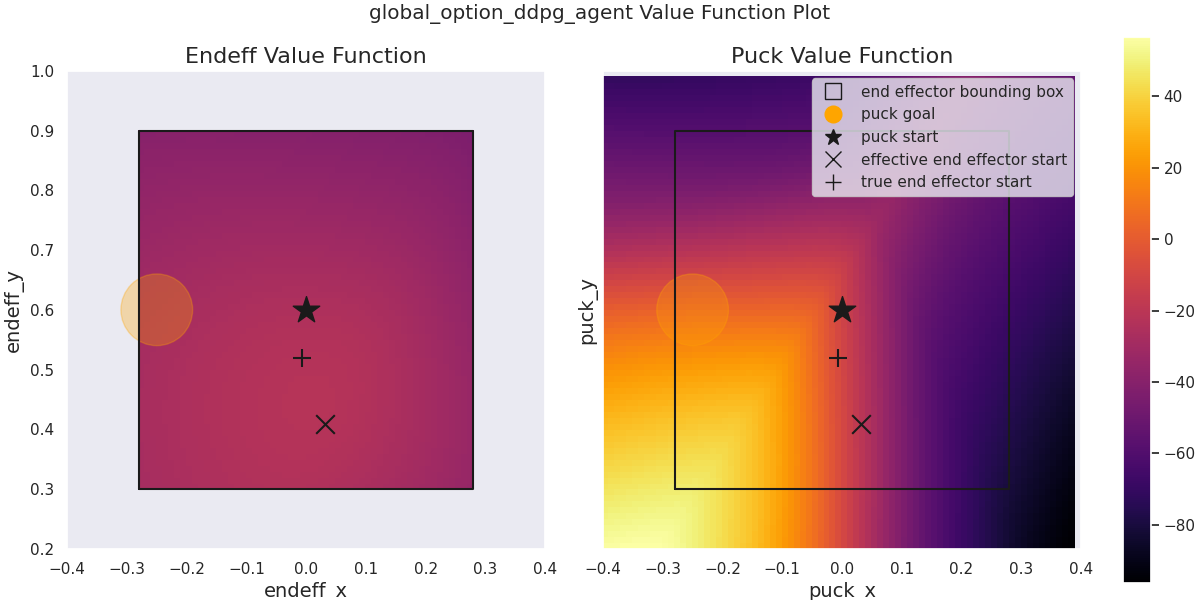 global_option_ddpg_agent Value Function Plot
Endeff Value Function
Puck Value Function
1.0
0.9
0.8
0.7
0.6
0.5
0.4
0.3
0.2
endeff_y
−0.4 −0.3 −0.2 −0.1 0.0 0.1 0.2 0.3 0.4
endeff_x
end effector bounding box
puck goal
puck start
effective end effector start
true end effector start
puck_y
−0.4 −0.3 −0.2 −0.1 0.0 0.1 0.2 0.3 0.4
puck_x
40
20
0
−20
−40
−60
−80